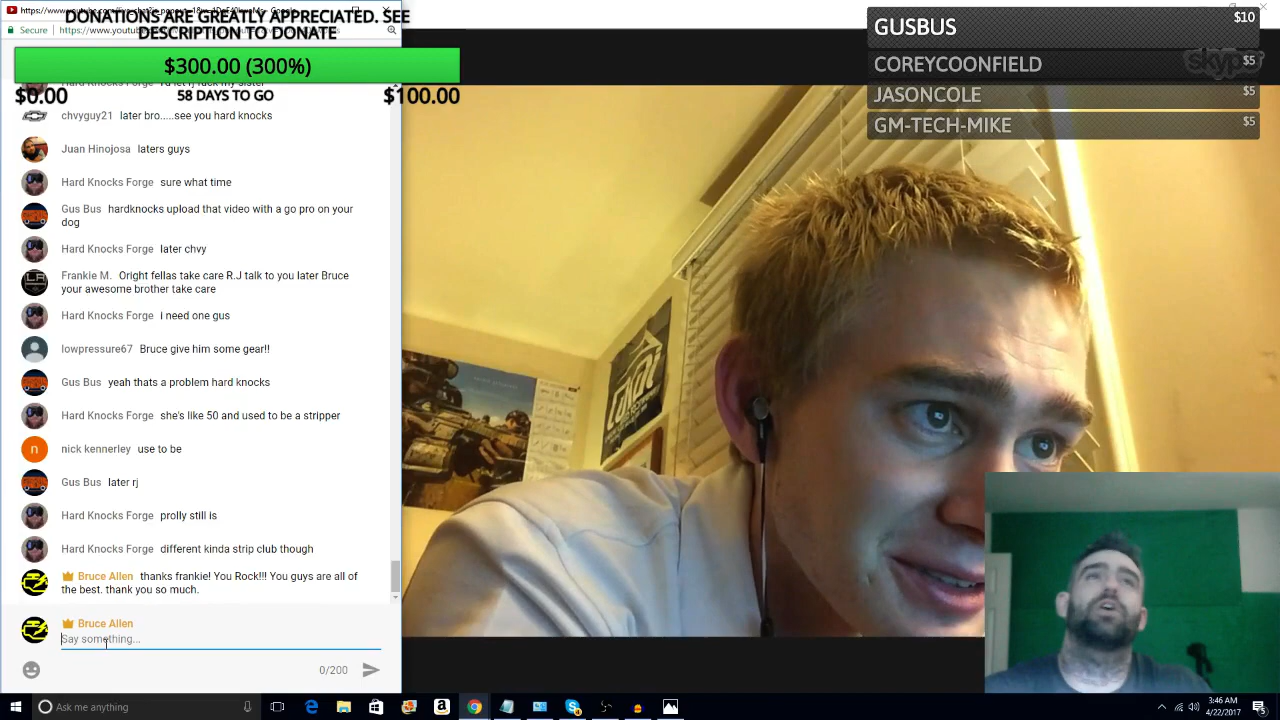 DONATIONS ARE GREATLY APPRECIATED. SEE
DESCRIPTION TO DONATE
Secure
$300.00 (300%)
$0.00
58 DAYS TO GO
$100.00
chvyguy21 later bro.....see you hard knocks
Juan Hinojosa laters guys
Hard Knocks Forge sure what time
Gus Bus hardknocks upload that video with a go pro on your
dog
Hard Knocks Forge later chvy
Frankie M. Oright fellas take care R.J talk to you later Bruce
your awesome brother take care
Hard Knocks Forge i need one gus
lowpressure67 Bruce give him some gear!!
Gus Bus yeah thats a problem hard knocks
Hard Knocks Forge she's like 50 and used to be a stripper
n nick kennerley use to be
Gus Bus later rj
Hard Knocks Forge prolly still is
Hard Knocks Forge different kinda strip club though
Bruce Allen thanks frankie! You Rock!!! You guys are all of
the best. thank you so much.
Bruce Allen
Say something...
0/200
GUSBUS $10
COREYCOONFIELD $5
JASONCOLE $5
GM-TECH-MIKE $5
skype
Ask me anything
3:46 AM
4/22/2017